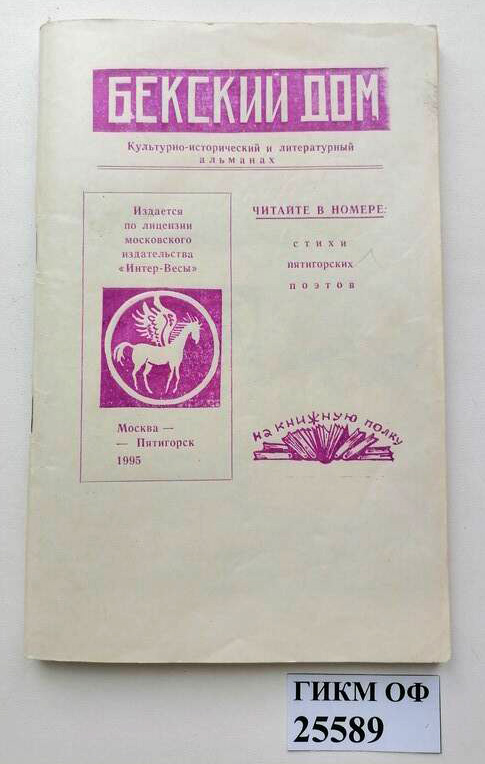 БЕКСКИЙ ДОМ
Культурно-исторический и литературный
альманах
Издается
по лицензии
московского
издательства
«Интер-Весы»
Москва —
— Пятигорск
1995
ЧИТАЙТЕ В НОМЕРЕ:
стихи
пятигорских
поэтов
НА КНИЖНУЮ ПОЛКУ
ГИКМ ОФ
25589